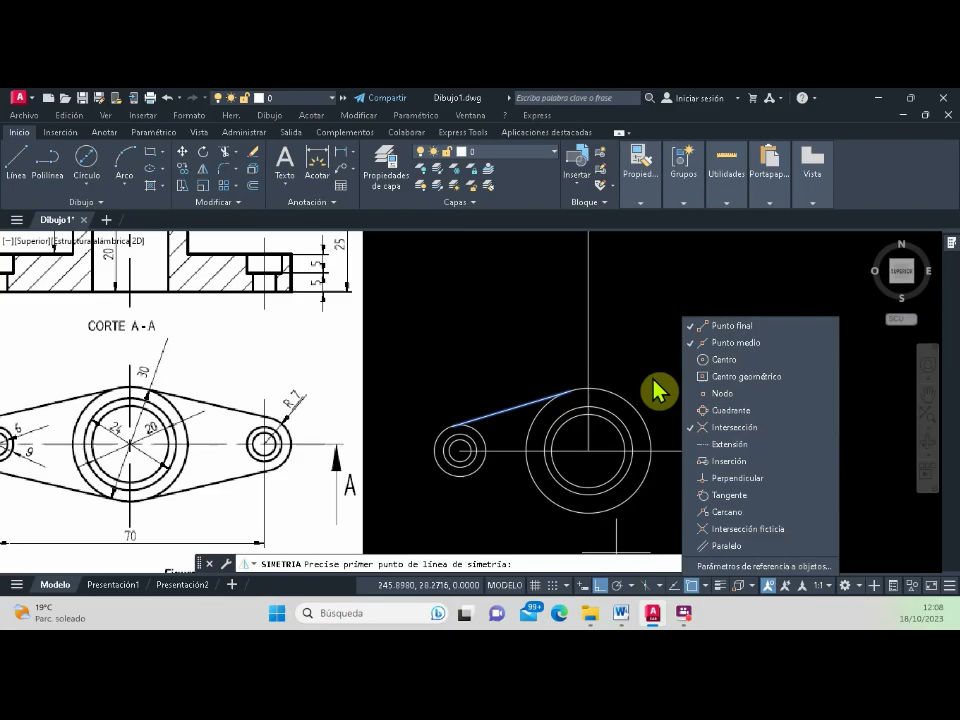 Compartir Dibujo1.dwg Escriba palabra clave o frase Iniciar sesión
Archivo Edición Ver Insertar Formato Herr. Dibujo Acotar Modificar Paramétrico Ventana ? Express
Inicio Inserción Anotar Paramétrico Vista Administrar Salida Complementos Colaborar Express Tools Aplicaciones destacadas
0
Línea Polilínea Círculo Arco Texto Acotar Propiedades de capa Insertar Propied... Grupos Utilidades Portapap... Vista
Dibujo Modificar Anotación Capas Bloque
Dibujo1*
[−][Superior][Estructura alámbrica 2D]
20
5
5
25
CORTE A - A
30
R 7
6
9
24
20
A
70
N
O SUPERIOR E
S
SCU
Punto final
Punto medio
Centro
Centro geométrico
Nodo
Cuadrante
Intersección
Extensión
Inserción
Perpendicular
Tangente
Cercano
Intersección ficticia
Paralelo
Parámetros de referencia a objetos...
SIMETRIA Precise primer punto de línea de simetría:
Modelo Presentación1 Presentación2 + 245.8980, 28.2716, 0.0000 MODELO 1:1
19°C
Parc. soleado
Búsqueda
99+
12:08
18/10/2023